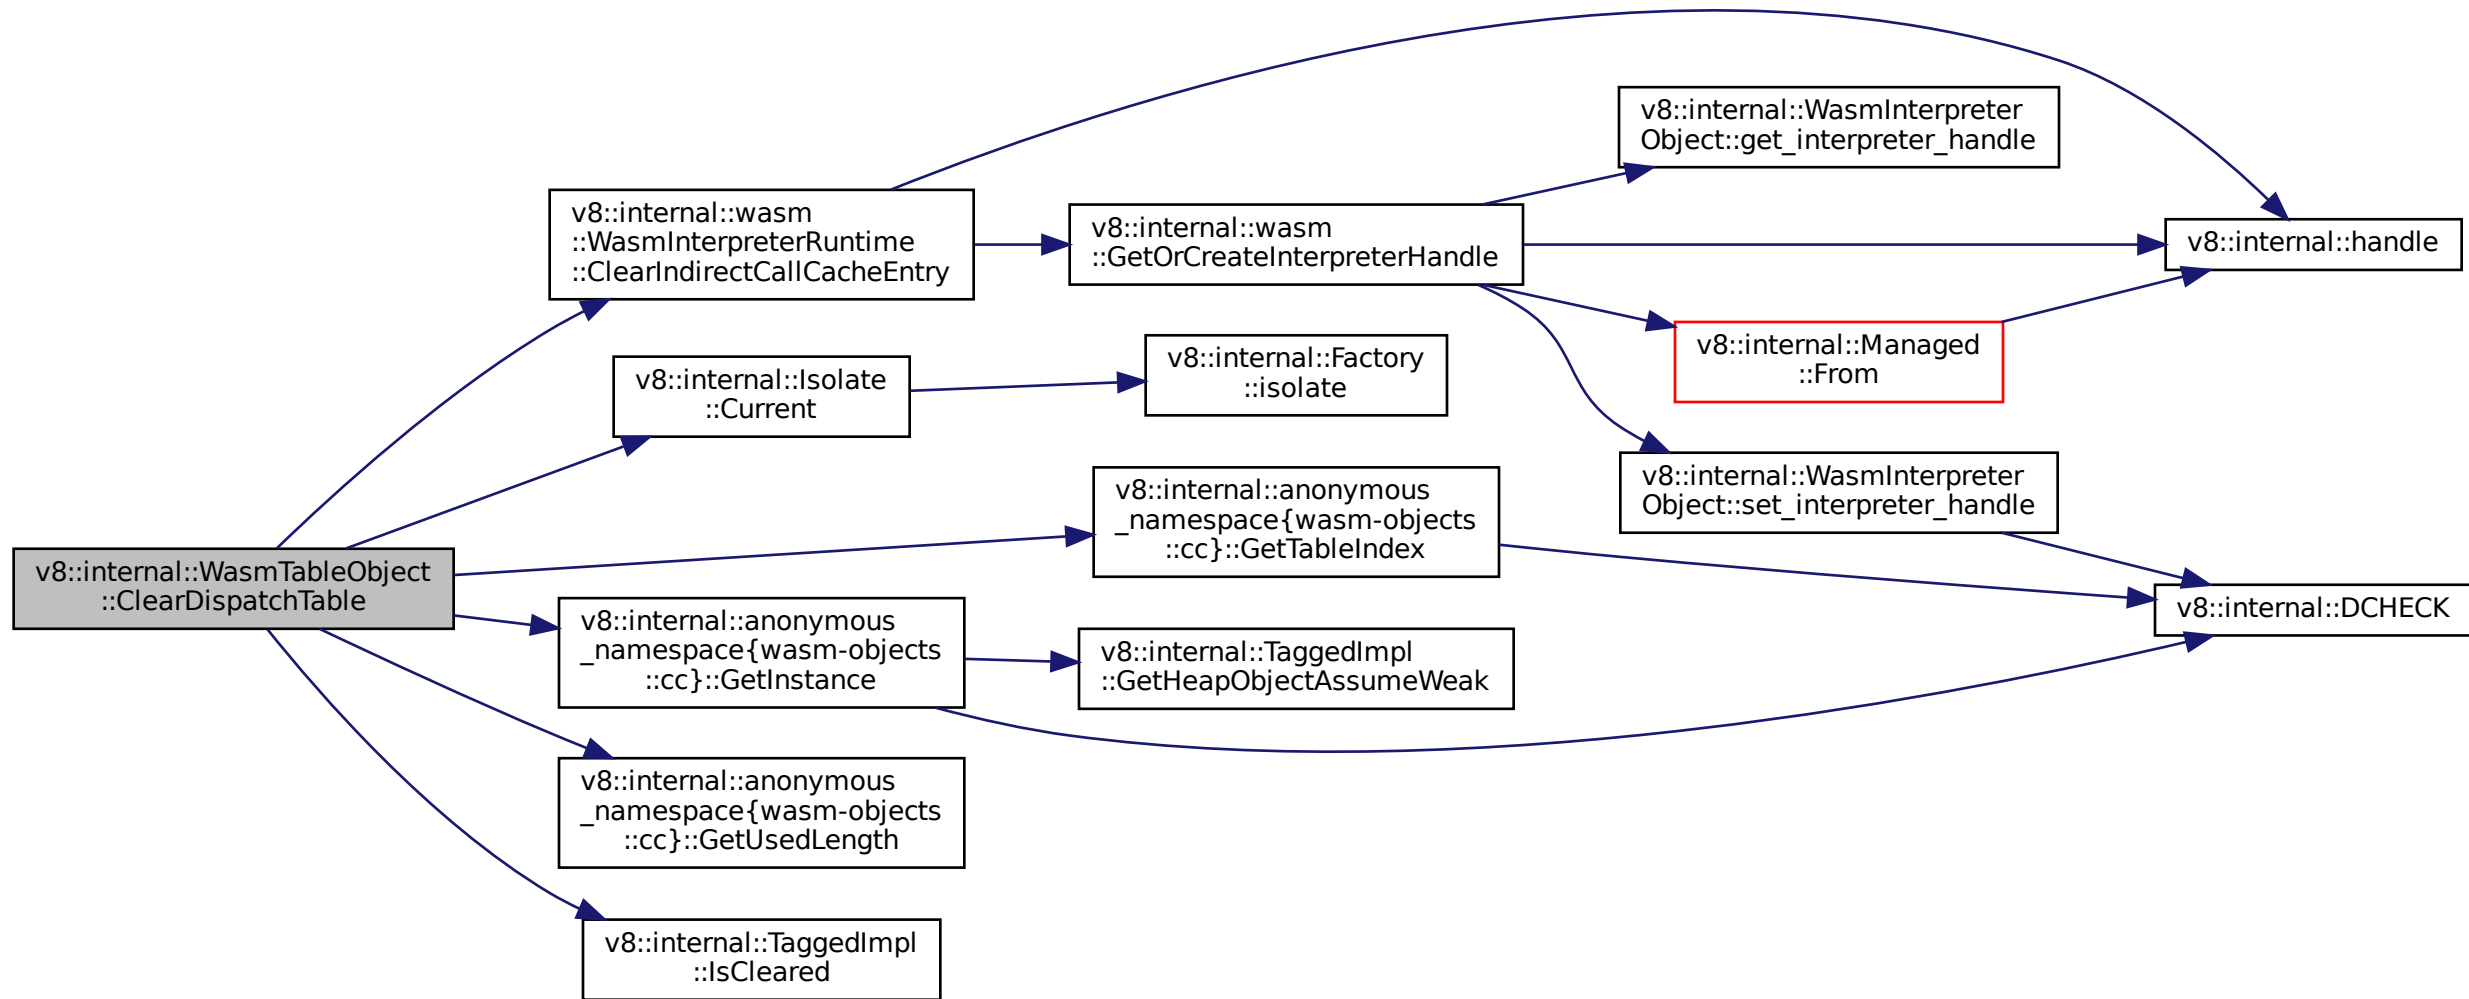 v8::internal::WasmTableObject
::ClearDispatchTable
v8::internal::wasm
::WasmInterpreterRuntime
::ClearIndirectCallCacheEntry
v8::internal::Isolate
::Current
v8::internal::anonymous
_namespace{wasm-objects
::cc}::GetTableIndex
v8::internal::anonymous
_namespace{wasm-objects
::cc}::GetInstance
v8::internal::anonymous
_namespace{wasm-objects
::cc}::GetUsedLength
v8::internal::TaggedImpl
::IsCleared
v8::internal::wasm
::GetOrCreateInterpreterHandle
v8::internal::Factory
::isolate
v8::internal::TaggedImpl
::GetHeapObjectAssumeWeak
v8::internal::WasmInterpreter
Object::get_interpreter_handle
v8::internal::Managed
::From
v8::internal::WasmInterpreter
Object::set_interpreter_handle
v8::internal::handle
v8::internal::DCHECK